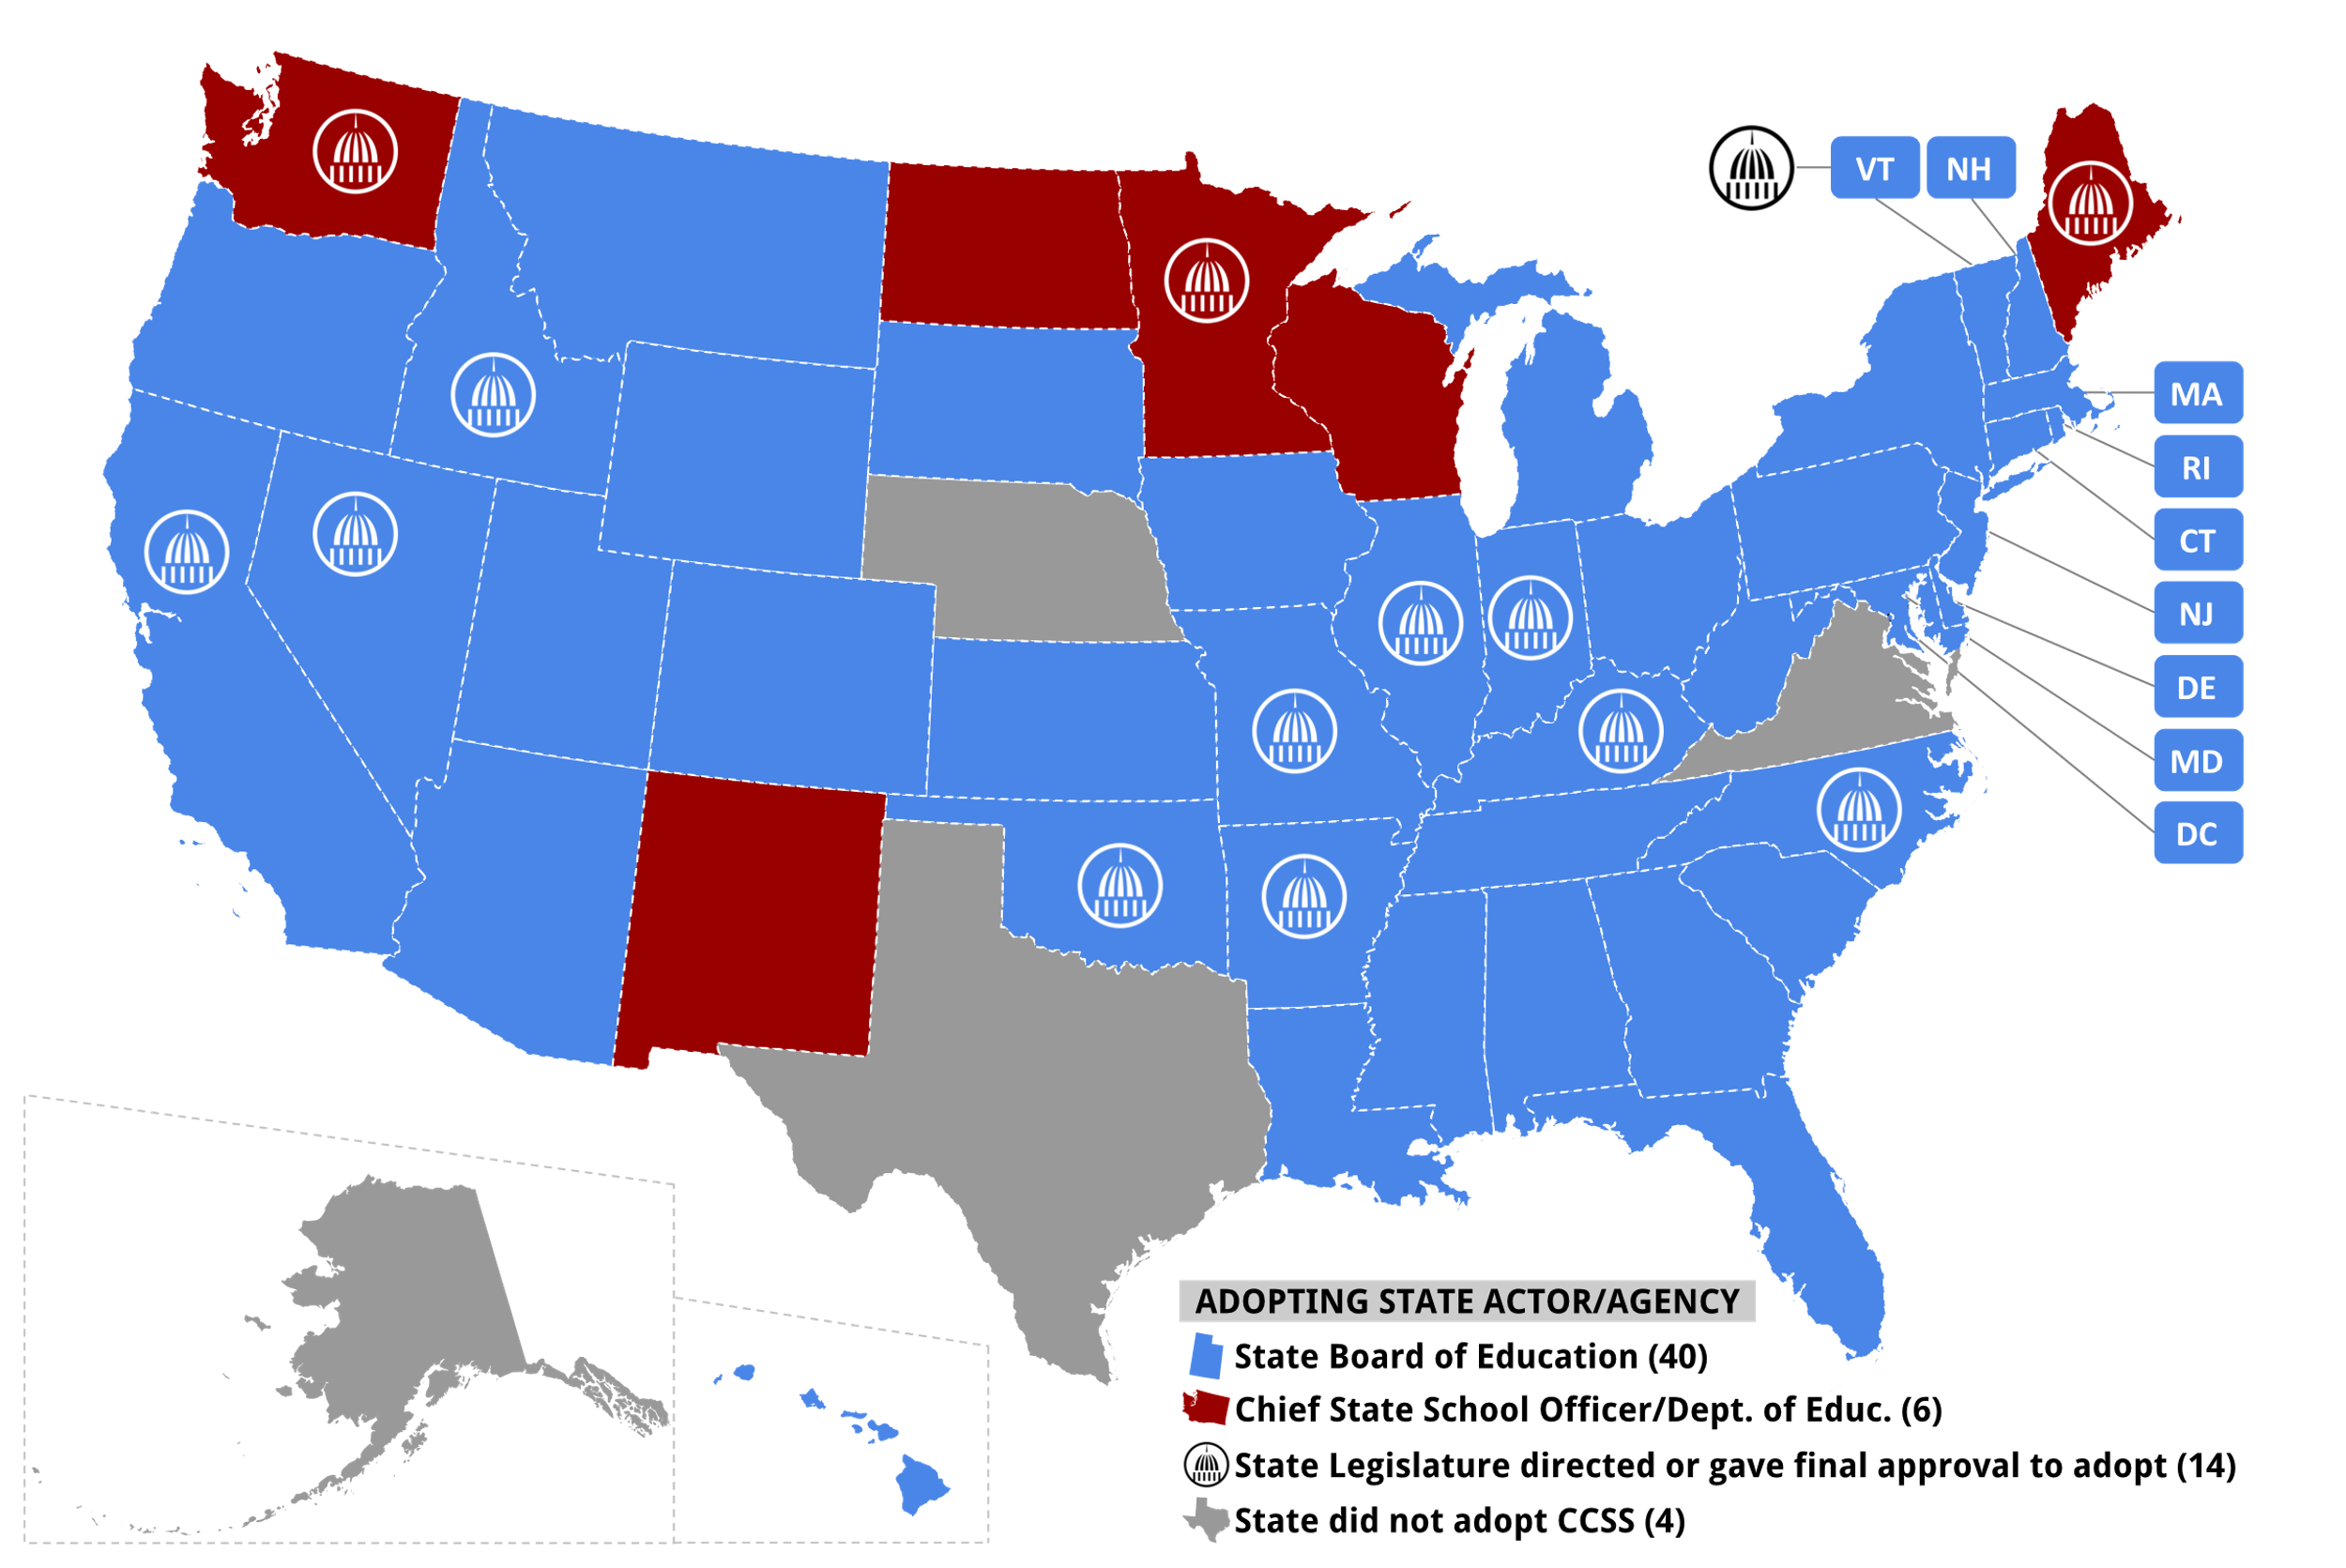 VT NH
MA
RI
CT
NJ
DE
MD
DC
ADOPTING STATE ACTOR/AGENCY
State Board of Education (40)
Chief State School Officer/Dept. of Educ. (6)
State Legislature directed or gave final approval to adopt (14)
State did not adopt CCSS (4)